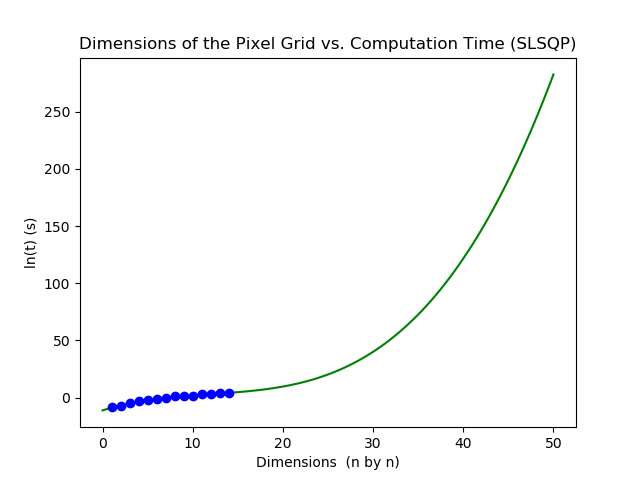 Dimensions of the Pixel Grid vs. Computation Time (SLSQP)
250
200
150
100
50
0
ln(t) (s)
0 10 20 30 40 50
Dimensions (n by n)